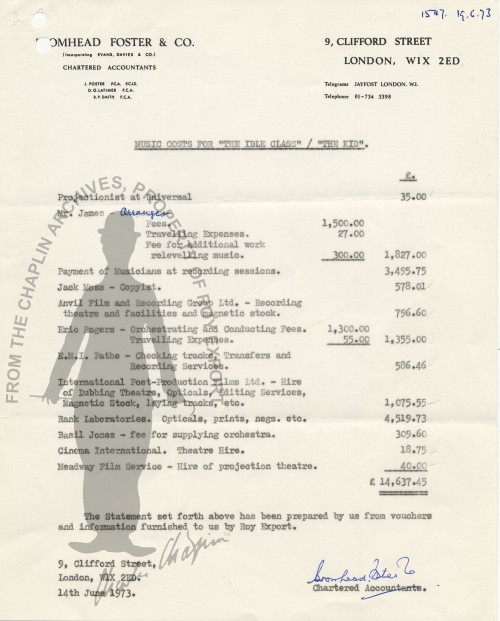 1547. 19.6.73
OMHEAD FOSTER & CO.
(Incorporating EVANS, DAVIES & CO.)
CHARTERED ACCOUNTANTS
J. FOSTER F.C.A. F.C.I.S.
D. G. LATIMER F.C.A.
R. P. SMITH F.C.A.
9, CLIFFORD STREET
LONDON, W1X 2ED
Telegrams JAYFOST LONDON. W.1.
Telephone 01-734 3398
MUSIC COSTS FOR "THE IDLE CLASS" / "THE KID".
£.
Projectionist at Universal 35.00
Mr. James - Arranger
Fees. 1,500.00
Travelling Expenses. 27.00
Fee for additional work
relevelling music. 300.00 1,827.00
Payment of Musicians at recording sessions. 3,495.75
Jack Moss - Copyist. 578.01
Anvil Film and Recording Group Ltd. - Recording
theatre and facilities and magnetic stock. 796.60
Eric Rogers - Orchestrating and Conducting Fees. 1,300.00
Travelling Expenses. 55.00 1,355.00
E.M.I. Pathe - Checking tracks, Transfers and
Recording Services. 586.46
International Post-Production Films Ltd. - Hire
of Dubbing Theatre, Opticals, Editing Services,
Magnetic Stock, laying tracks, etc. 1,075.55
Rank Laboratories. Opticals, prints, negs. etc. 4,519.73
Basil Jones - fee for supplying orchestra. 309.60
Cinema International. Theatre Hire. 18.75
Meadway Film Service - Hire of projection theatre. 40.00
£ 14,637.45
The Statement set forth above has been prepared by us from vouchers
and information furnished to us by Roy Export.
9, Clifford Street,
London, W1X 2ED.
14th June 1973.
Bromhead, Foster & Co
Chartered Accountants.
FROM THE CHAPLIN ARCHIVES, PROPERTY OF ROY EXPORT
Charles Chaplin